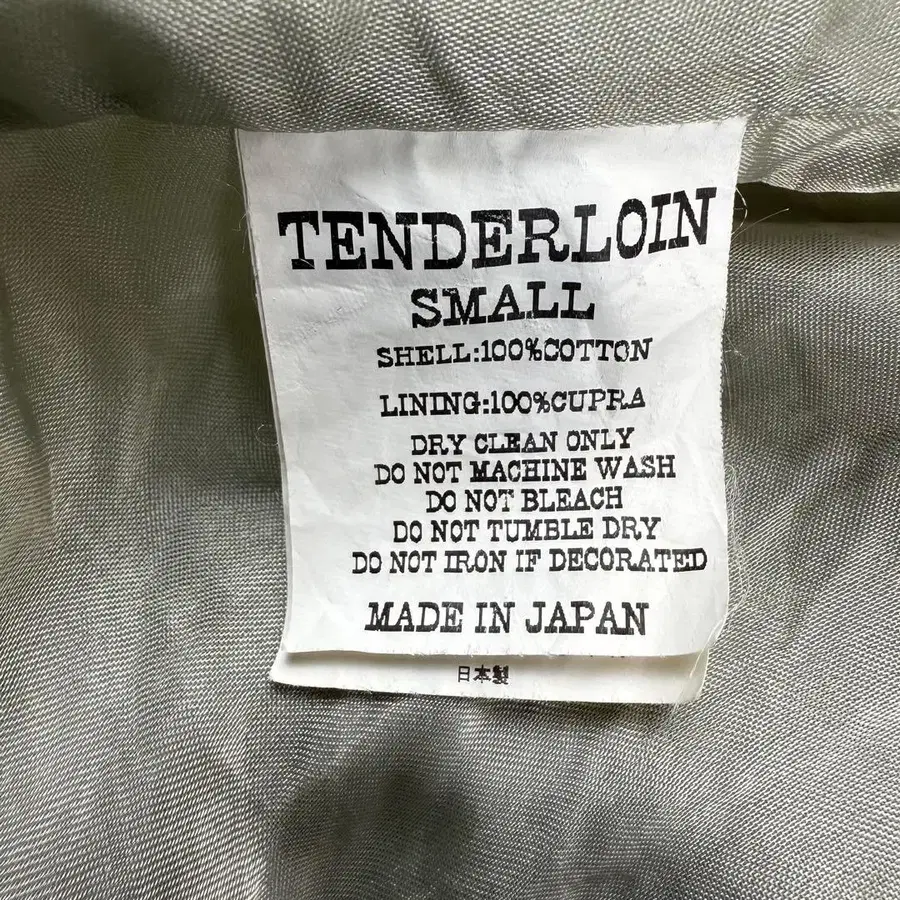 TENDERLOIN
SMALL
SHELL:100%COTTON
LINING:100%CUPRA
DRY CLEAN ONLY
DO NOT MACHINE WASH
DO NOT BLEACH
DO NOT TUMBLE DRY
DO NOT IRON IF DECORATED
MADE IN JAPAN
日本製